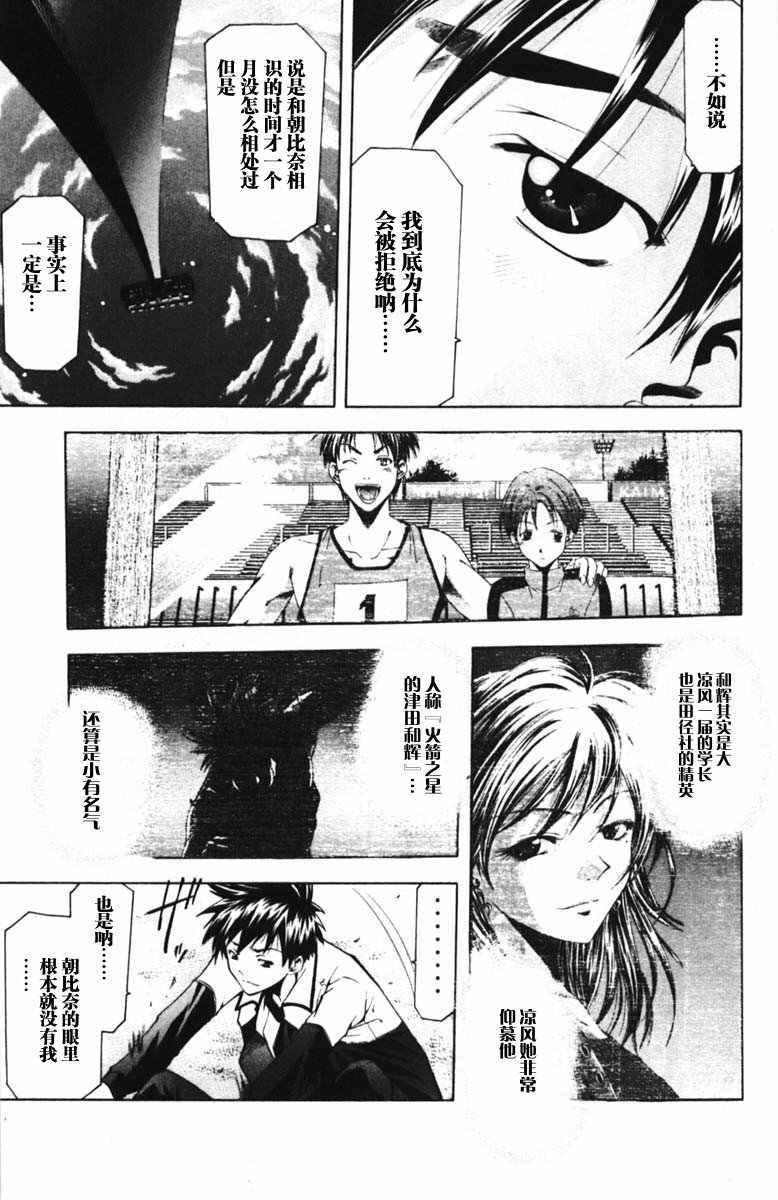 ……
不如说
我到底为什么
会被拒绝呐……
说是和朝比奈相
识的时间才一个
月没怎么相处过
但是
事实上
一定是…
KAIM
1
和辉其实是大
凉风一届的学长
也是田径社的精英
凉风她非常
仰慕他
人称『火箭之星
的津田和辉』…
还算是小有名气
………
也是呐……
朝比奈的眼里
根本就没有我
……